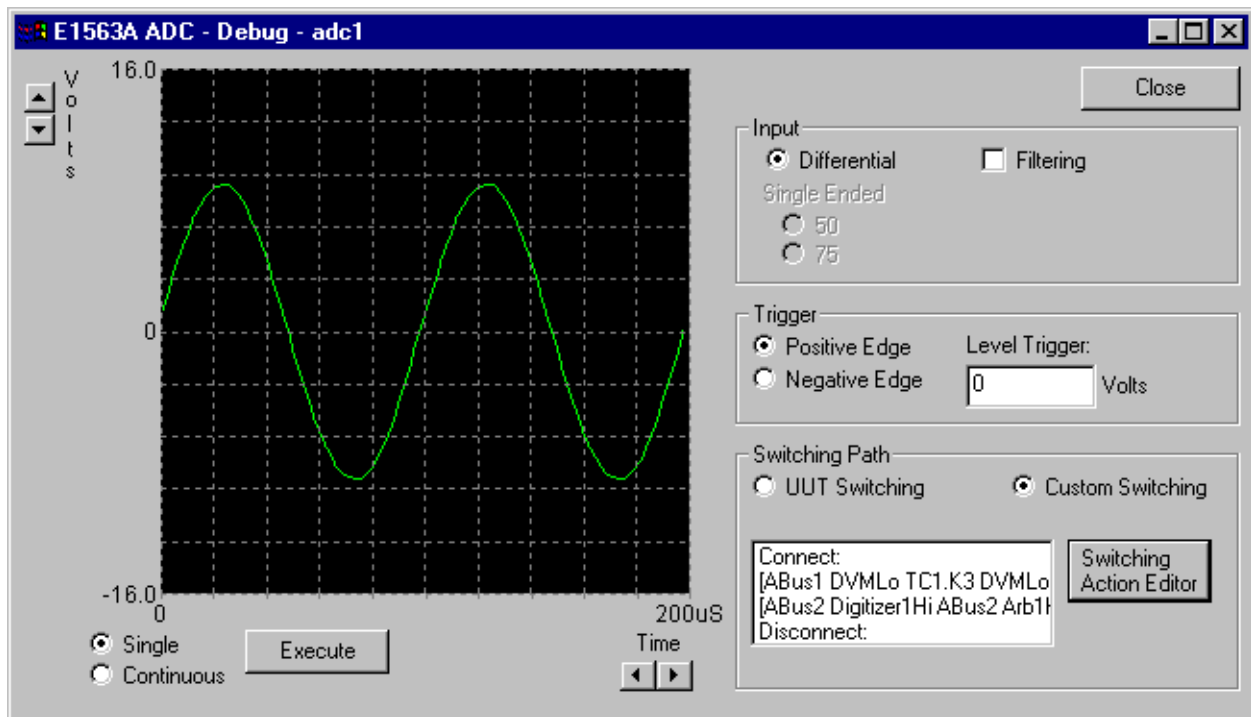 E1563A ADC - Debug - adc1
Volts
16.0
0
-16.0
0
200uS
Single
Continuous
Execute
Time
Close
Input
Differential
Filtering
Single Ended
50
75
Trigger
Positive Edge
Negative Edge
Level Trigger:
0
Volts
Switching Path
UUT Switching
Custom Switching
Connect:
[ABus1 DVMLo TC1.K3 DVMLo
[ABus2 Digitizer1Hi ABus2 Arb1
Disconnect:
Switching
Action Editor